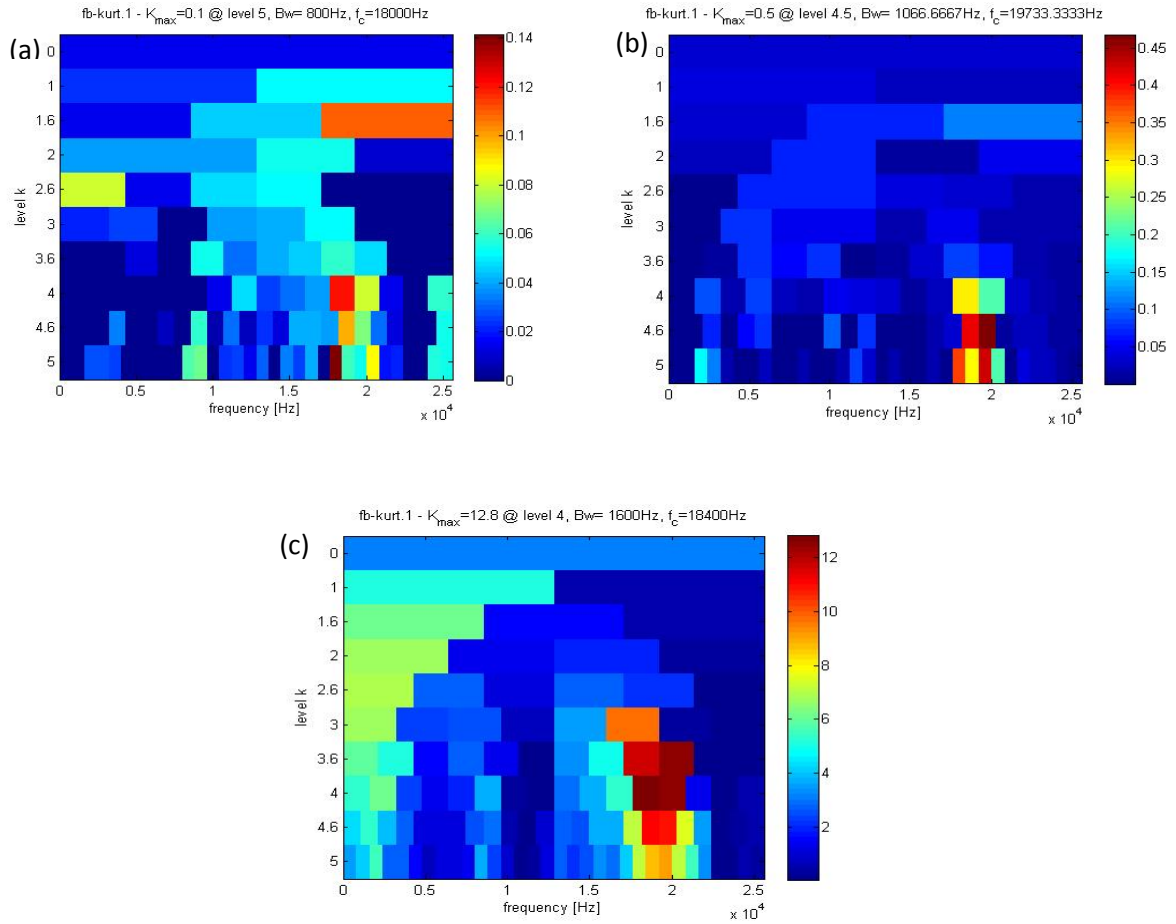 fb-kurt.1 - K_max=0.1 @ level 5, Bw= 800Hz, f_c=18000Hz
(a)
0
1
1.6
2
2.6
3
3.6
4
4.6
5
level k
0 0.5 1 1.5 2 2.5
x 10^4
frequency [Hz]
0.14
0.12
0.1
0.08
0.06
0.04
0.02
0
fb-kurt.1 - K_max=0.5 @ level 4.5, Bw= 1066.6667Hz, f_c=19733.3333Hz
(b)
0
1
1.6
2
2.6
3
3.6
4
4.6
5
level k
0 0.5 1 1.5 2 2.5
x 10^4
frequency [Hz]
0.45
0.4
0.35
0.3
0.25
0.2
0.15
0.1
0.05
fb-kurt.1 - K_max=12.8 @ level 4, Bw= 1600Hz, f_c=18400Hz
(c)
0
1
1.6
2
2.6
3
3.6
4
4.6
5
level k
0 0.5 1 1.5 2 2.5
x 10^4
frequency [Hz]
12
10
8
6
4
2